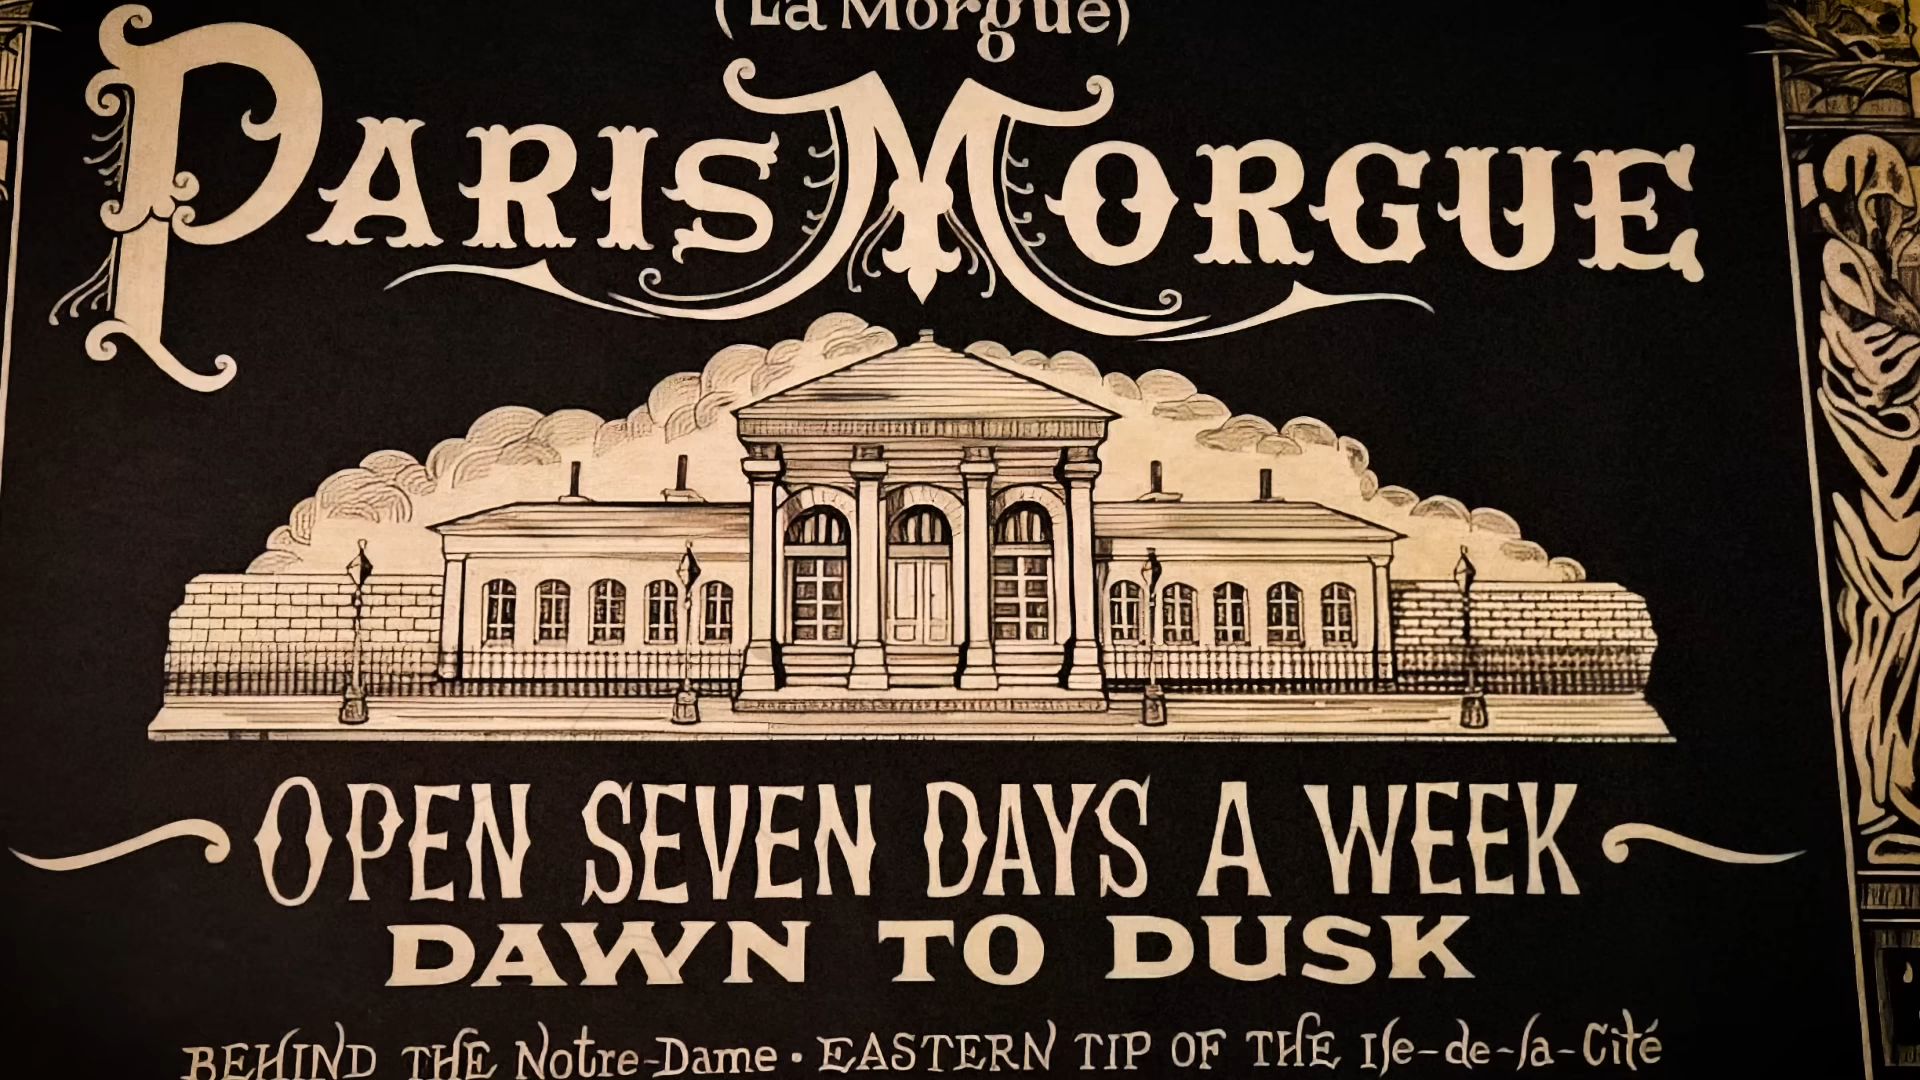 (La Morgue)
PARIS MORGUE
OPEN SEVEN DAYS A WEEK
DAWN TO DUSK
BEHIND THE Notre-Dame • EASTERN TIP OF THE Ile-de-la-Cité